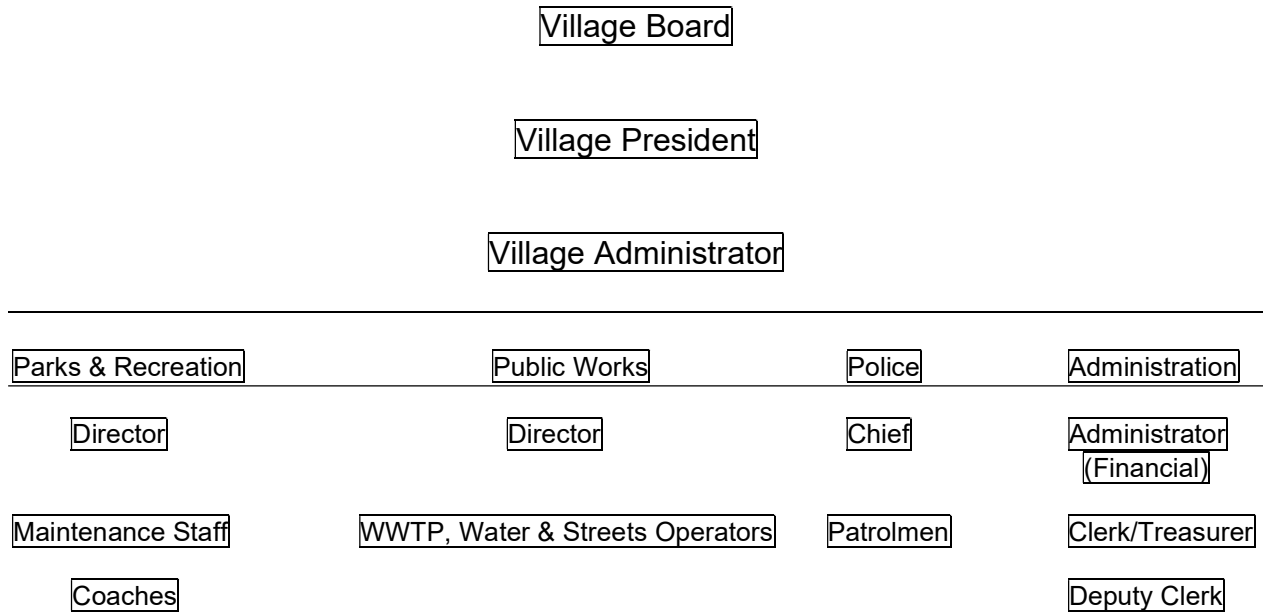 Village Board
Village President
Village Administrator
Parks & Recreation Public Works Police Administration
Director Director Chief Administrator
(Financial)
Maintenance Staff WWTP, Water & Streets Operators Patrolmen Clerk/Treasurer
Coaches Deputy Clerk